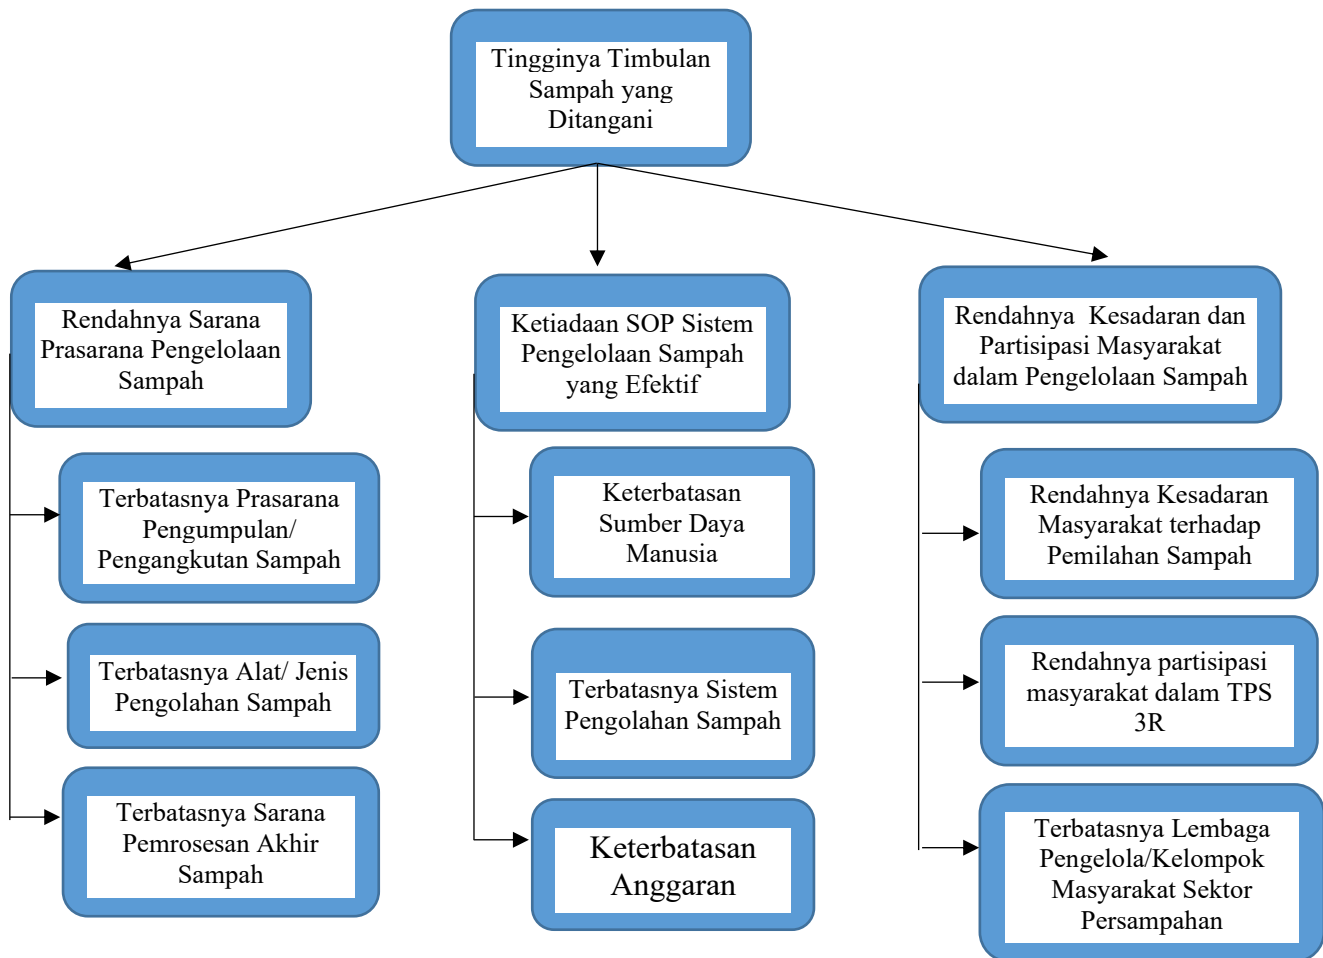 Tingginya Timbulan
Sampah yang
Ditangani
Rendahnya Sarana
Prasarana Pengelolaan
Sampah
Ketiadaan SOP Sistem
Pengelolaan Sampah
yang Efektif
Rendahnya Kesadaran dan
Partisipasi Masyarakat
dalam Pengelolaan Sampah
Terbatasnya Prasarana
Pengumpulan/
Pengangkutan Sampah
Terbatasnya Alat/ Jenis
Pengolahan Sampah
Terbatasnya Sarana
Pemrosesan Akhir
Sampah
Keterbatasan
Sumber Daya
Manusia
Terbatasnya Sistem
Pengolahan Sampah
Keterbatasan
Anggaran
Rendahnya Kesadaran
Masyarakat terhadap
Pemilahan Sampah
Rendahnya partisipasi
masyarakat dalam TPS
3R
Terbatasnya Lembaga
Pengelola/Kelompok
Masyarakat Sektor
Persampahan